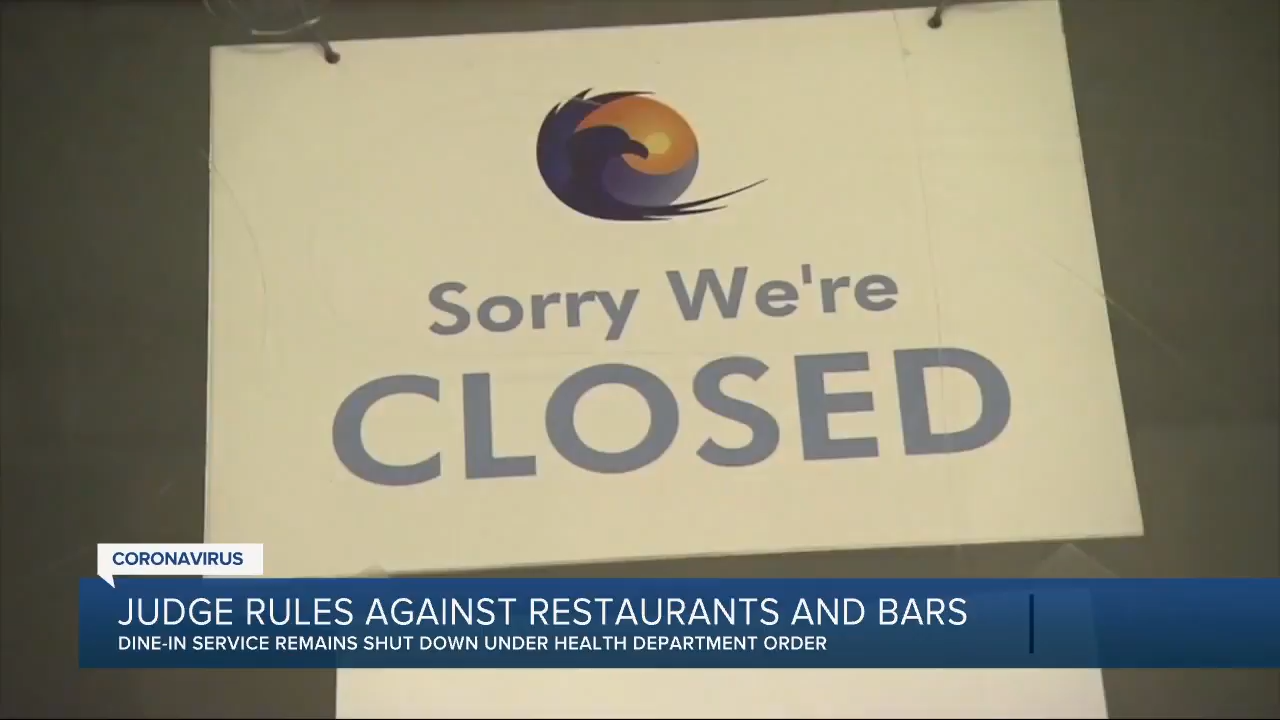 Sorry We're
CLOSED
CORONAVIRUS
JUDGE RULES AGAINST RESTAURANTS AND BARS
DINE-IN SERVICE REMAINS SHUT DOWN UNDER HEALTH DEPARTMENT ORDER